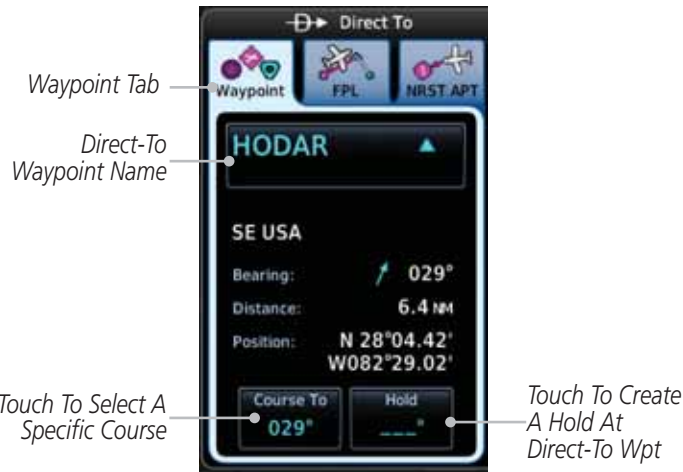 Direct To
Waypoint
FPL
NRST APT
Waypoint Tab
Direct-To
Waypoint Name
HODAR
SE USA
Bearing: 029°
Distance: 6.4 NM
Position: N 28°04.42'
W082°29.02'
Touch To Select A
Specific Course
Course To
029°
Hold
___°
Touch To Create
A Hold At
Direct-To Wpt